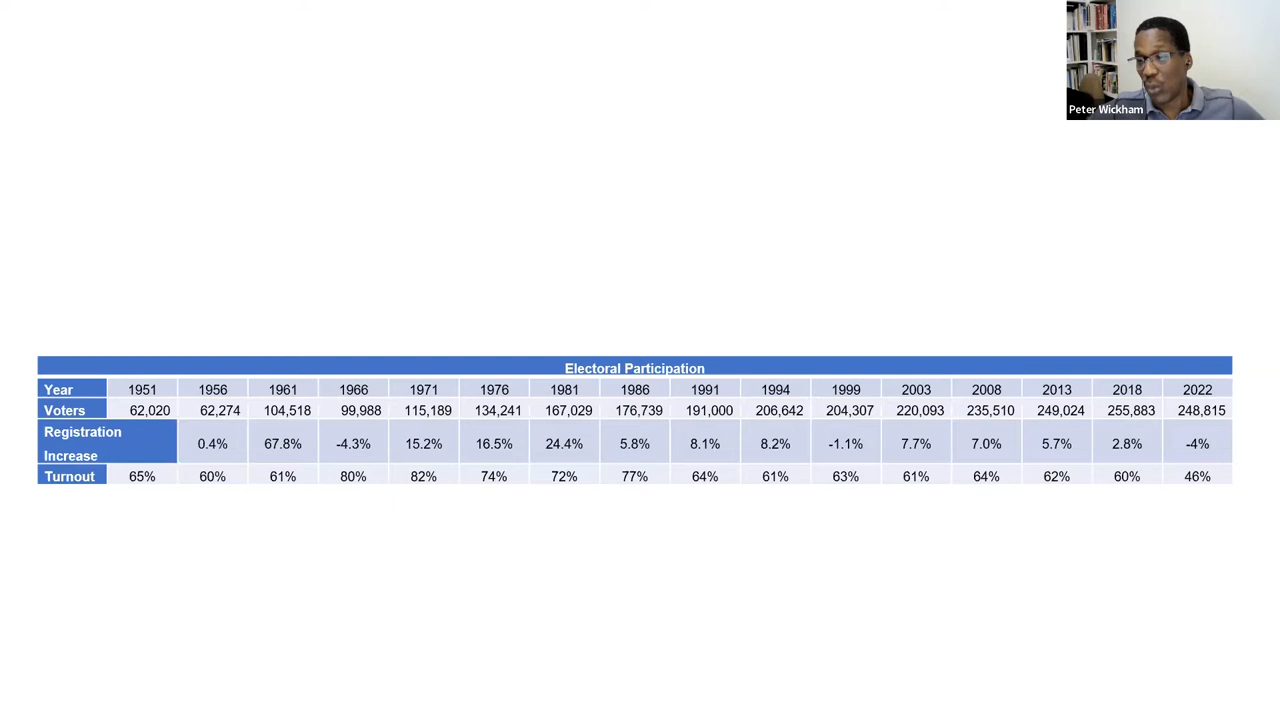 Peter Wickham
Electoral Participation
Year 1951 1956 1961 1966 1971 1976 1981 1986 1991 1994 1999 2003 2008 2013 2018 2022
Voters 62,020 62,274 104,518 99,988 115,189 134,241 167,029 176,739 191,000 206,642 204,307 220,093 235,510 249,024 255,883 248,815
Registration
Increase 0.4% 67.8% -4.3% 15.2% 16.5% 24.4% 5.8% 8.1% 8.2% -1.1% 7.7% 7.0% 5.7% 2.8% -4%
Turnout 65% 60% 61% 80% 82% 74% 72% 77% 64% 61% 63% 61% 64% 62% 60% 46%